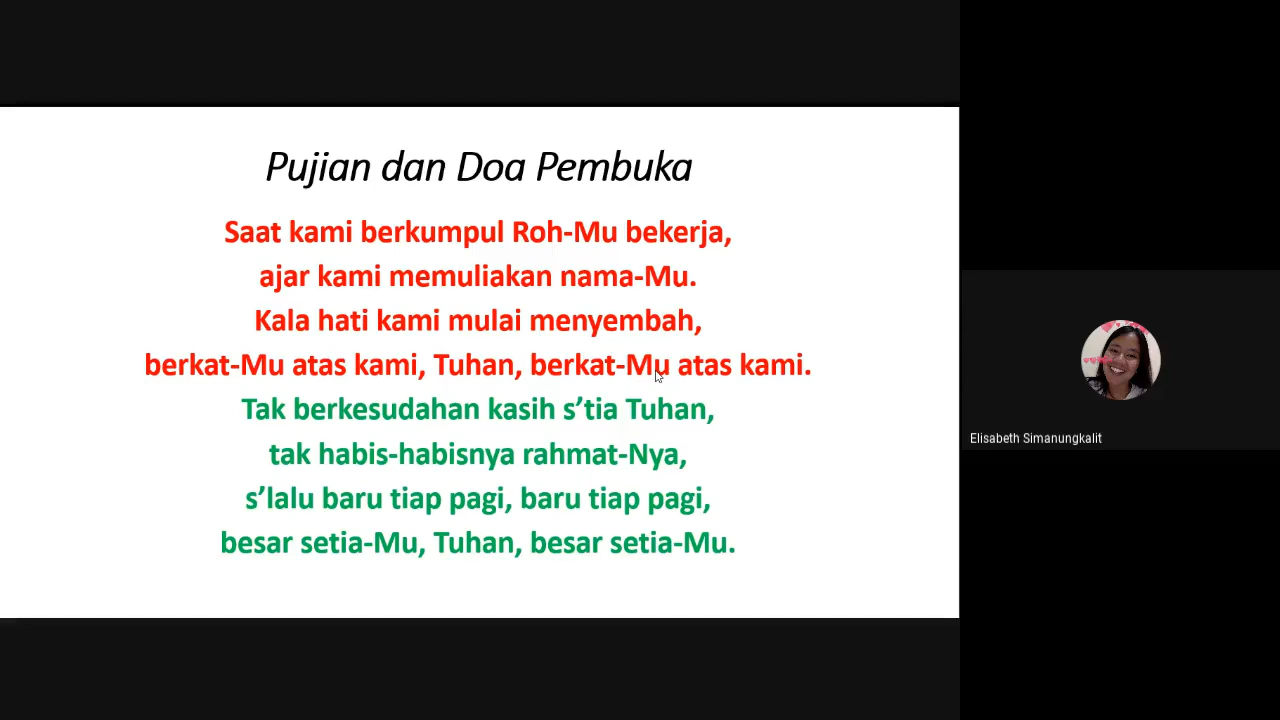 Pujian dan Doa Pembuka
Saat kami berkumpul Roh-Mu bekerja,
ajar kami memuliakan nama-Mu.
Kala hati kami mulai menyembah,
berkat-Mu atas kami, Tuhan, berkat-Mu atas kami.
Tak berkesudahan kasih s’tia Tuhan,
tak habis-habisnya rahmat-Nya,
s’lalu baru tiap pagi, baru tiap pagi,
besar setia-Mu, Tuhan, besar setia-Mu.
Elisabeth Simanungkalit